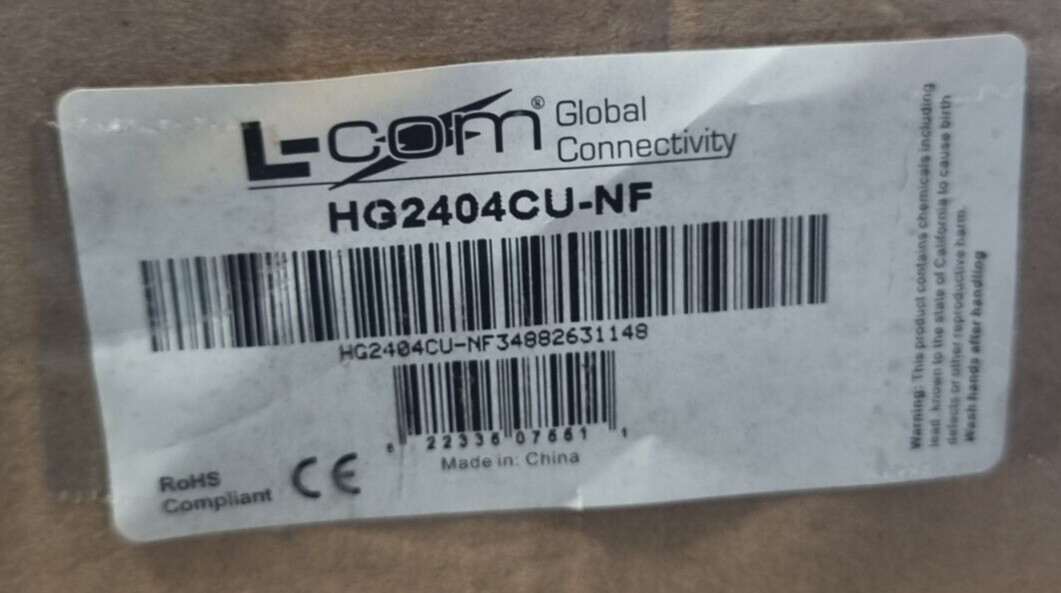 L-com® Global
Connectivity
HG2404CU-NF
HG2404CU-NF34882631148
6 22336 07661 1
Made in: China
RoHS
Compliant CE
Warning: This product contains chemicals including
lead, known to the state of California to cause birth
defects or other reproductive harm.
Wash hands after handling